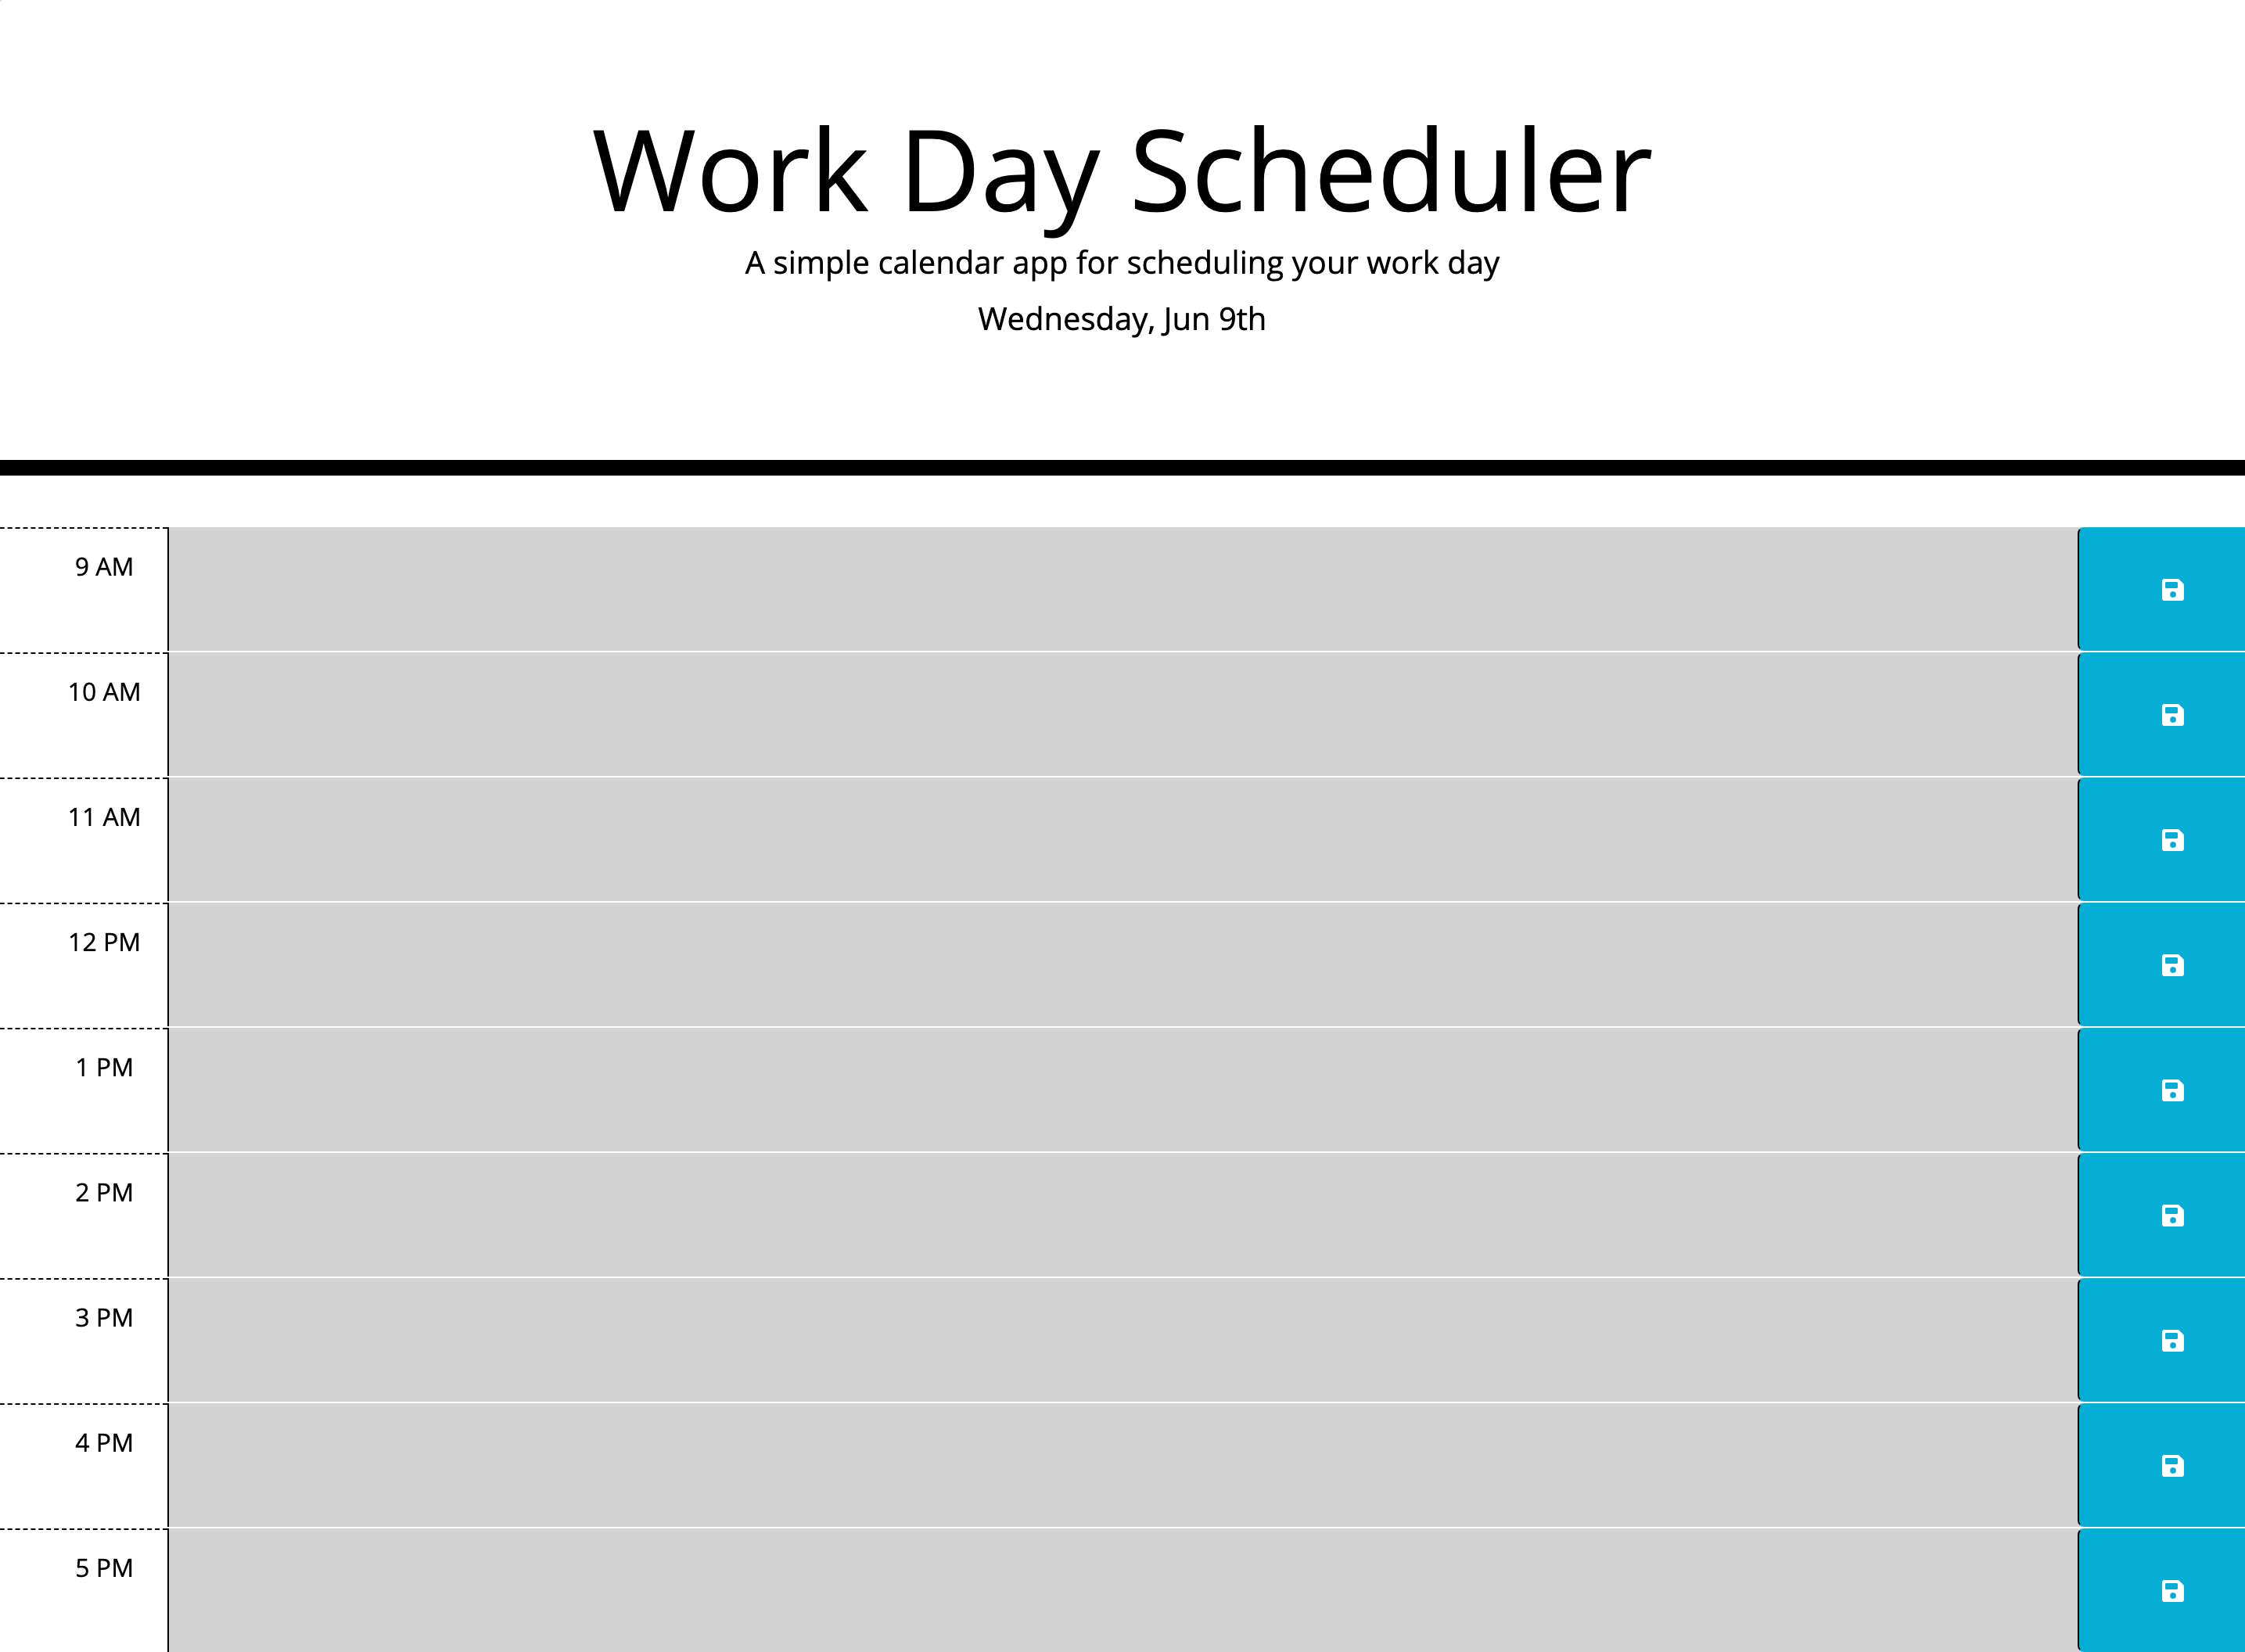 Work Day Scheduler
A simple calendar app for scheduling your work day
Wednesday, Jun 9th
9 AM
10 AM
11 AM
12 PM
1 PM
2 PM
3 PM
4 PM
5 PM